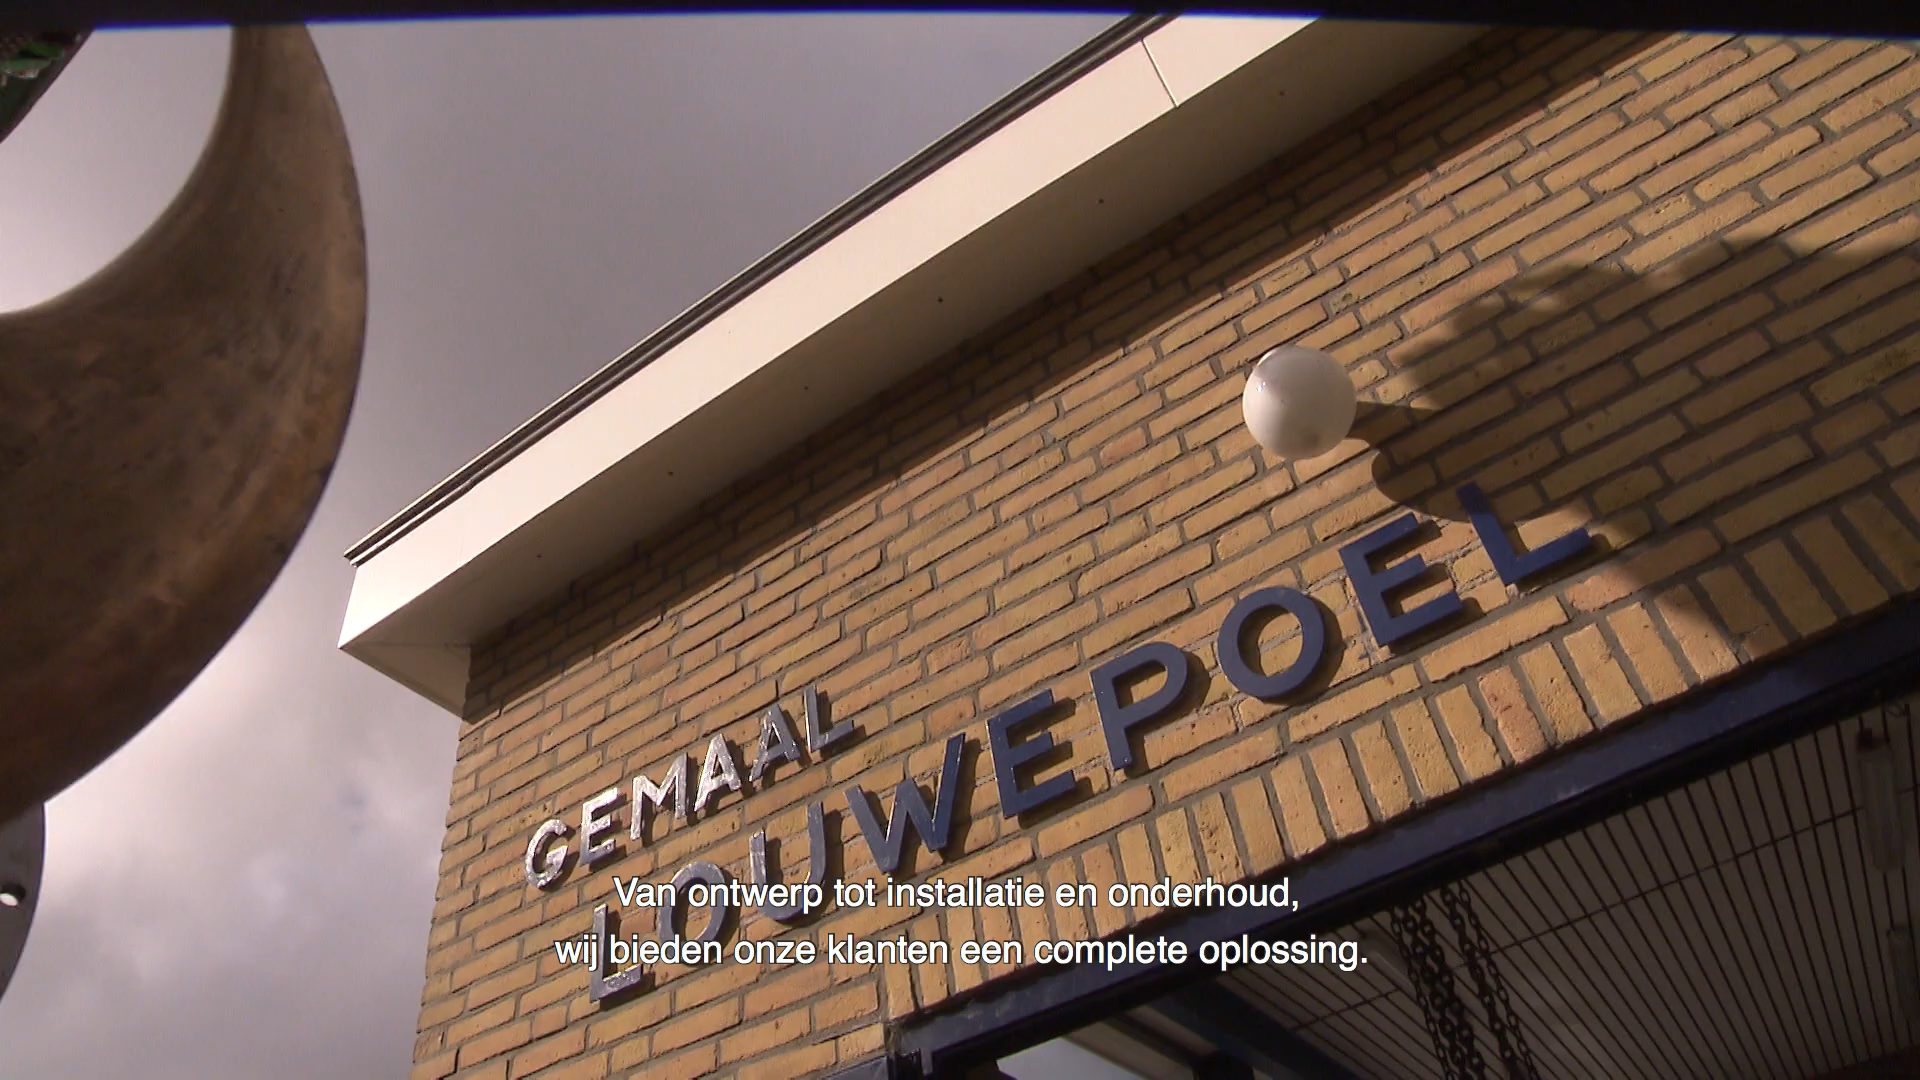 GEMAAL
LOUWEPOEL
Van ontwerp tot installatie en onderhoud,
wij bieden onze klanten een complete oplossing.